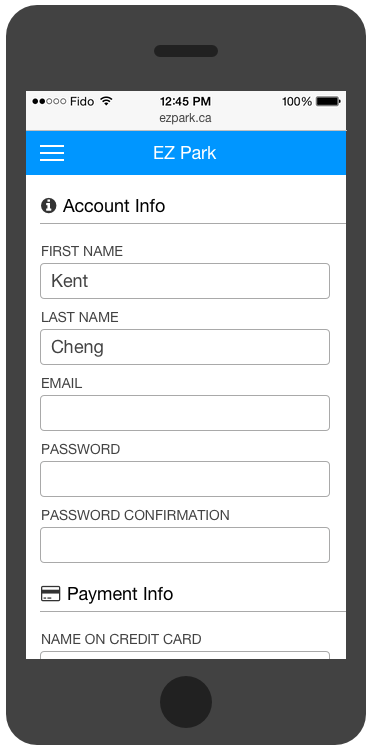 Fido 12:45 PM 100%
ezpark.ca
EZ Park
Account Info
FIRST NAME
Kent
LAST NAME
Cheng
EMAIL
PASSWORD
PASSWORD CONFIRMATION
Payment Info
NAME ON CREDIT CARD